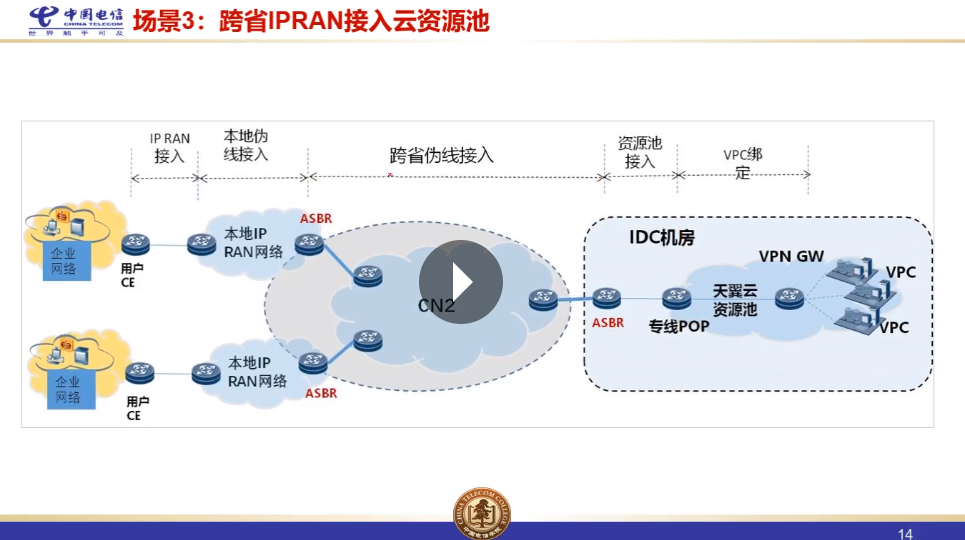 中国电信
CHINA TELECOM
世界触手可及
场景3：跨省IPRAN接入云资源池
IP RAN
接入
本地伪
线接入
跨省伪线接入
资源池
接入
VPC绑
定
企业
网络
用户
CE
本地IP
RAN网络
ASBR
CN2
IDC机房
ASBR
专线POP
天翼云
资源池
VPN GW
VPC
VPC
企业
网络
用户
CE
本地IP
RAN网络
ASBR
CHINA TELECOM COLLEGE
中国电信学院
14